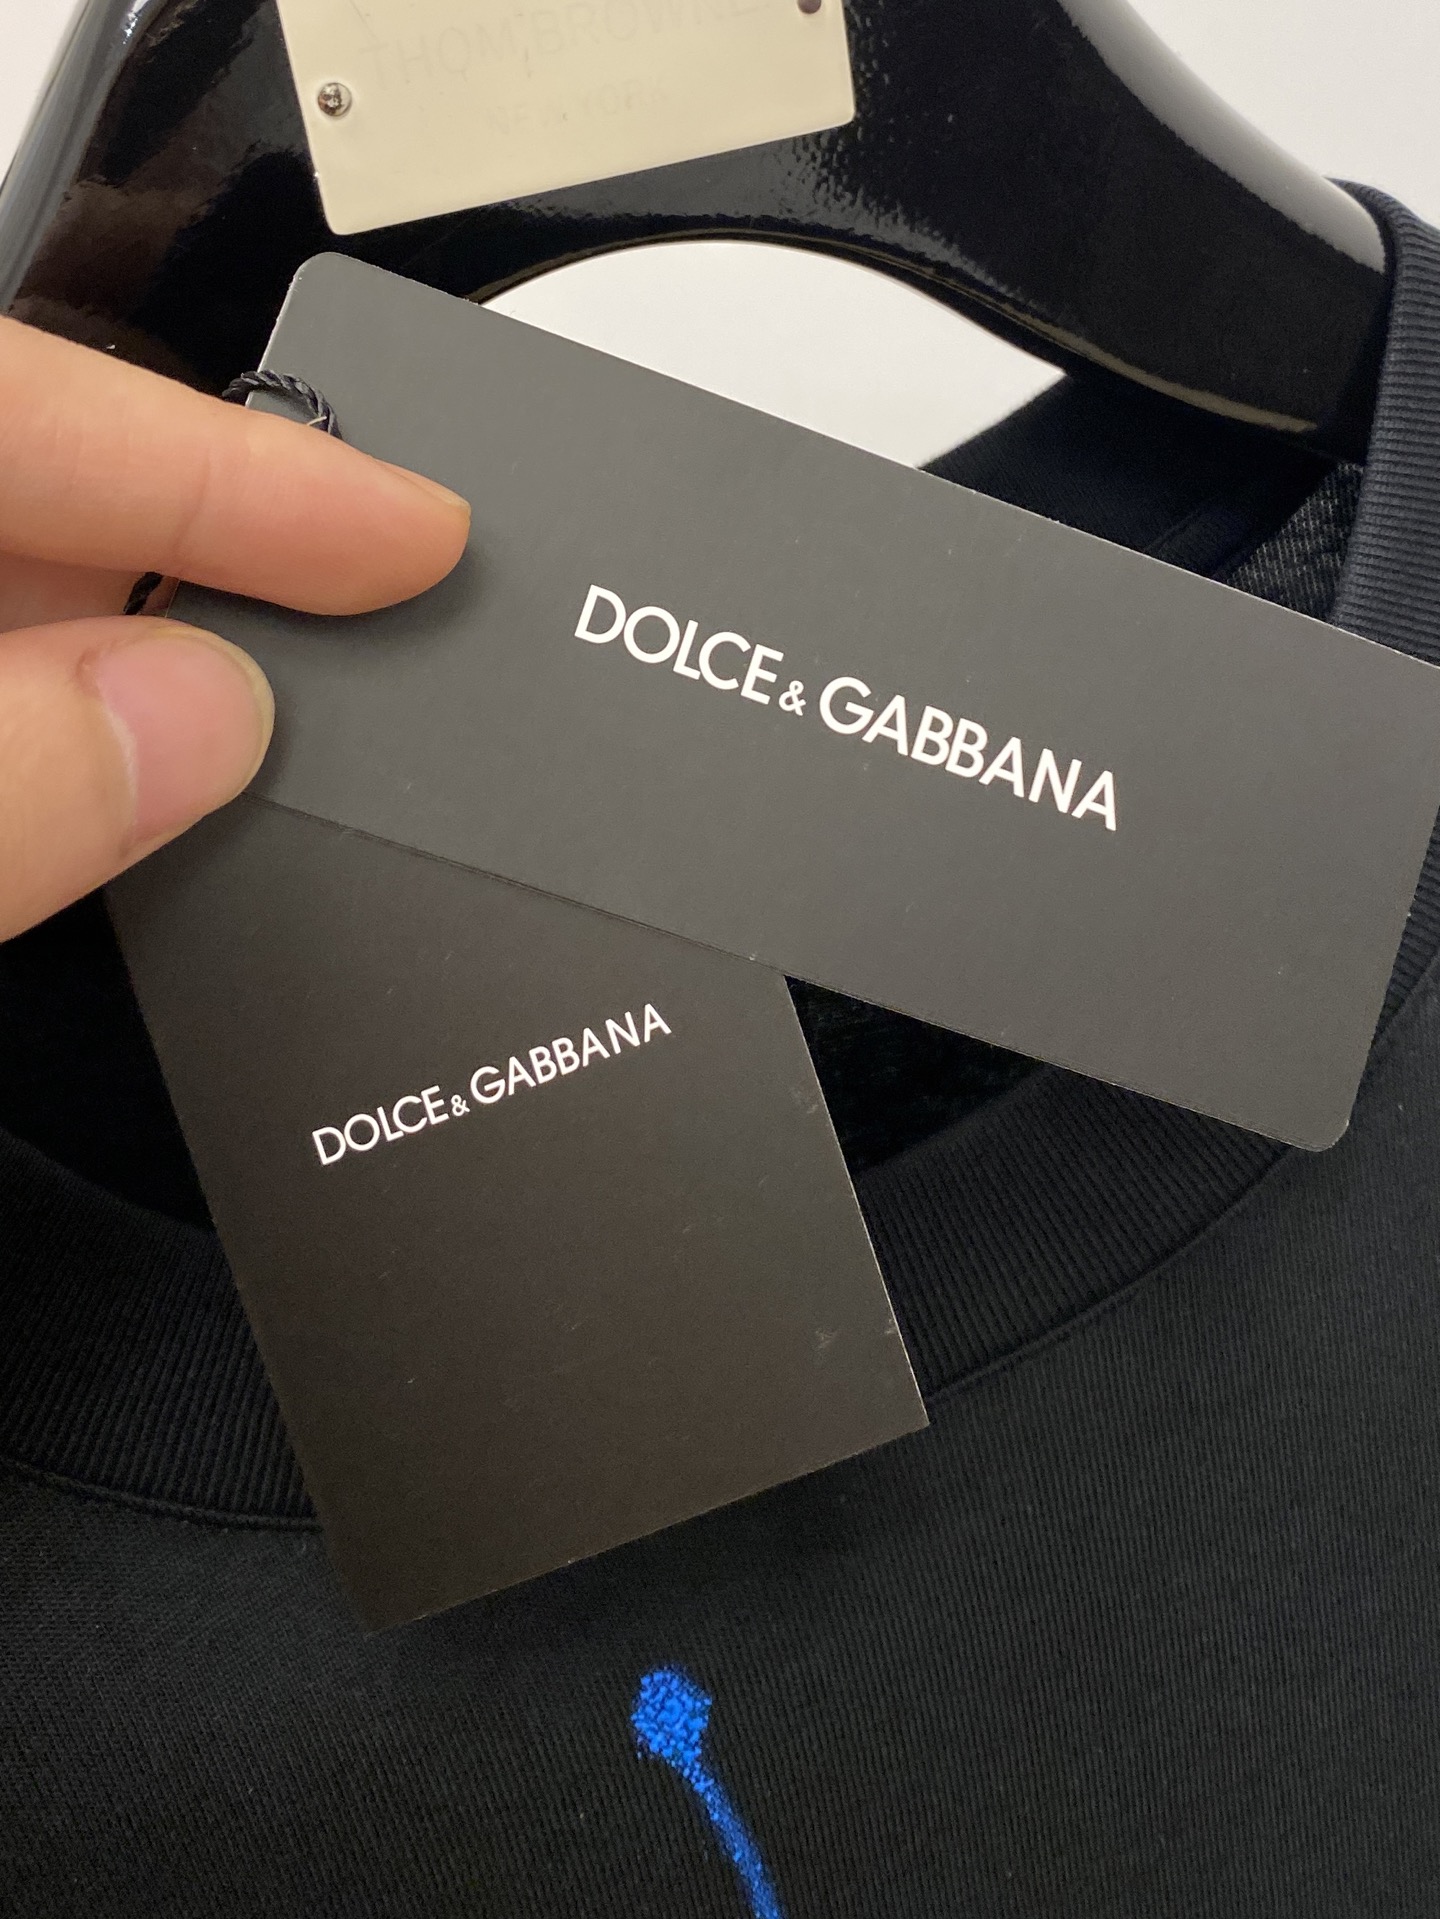 THOM BROWNE
NEW YORK
DOLCE & GABBANA
DOLCE & GABBANA